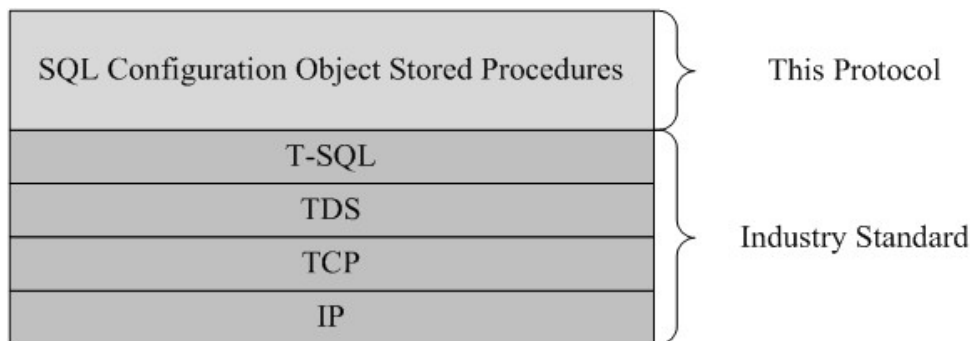 SQL Configuration Object Stored Procedures
This Protocol
T-SQL
TDS
Industry Standard
TCP
IP